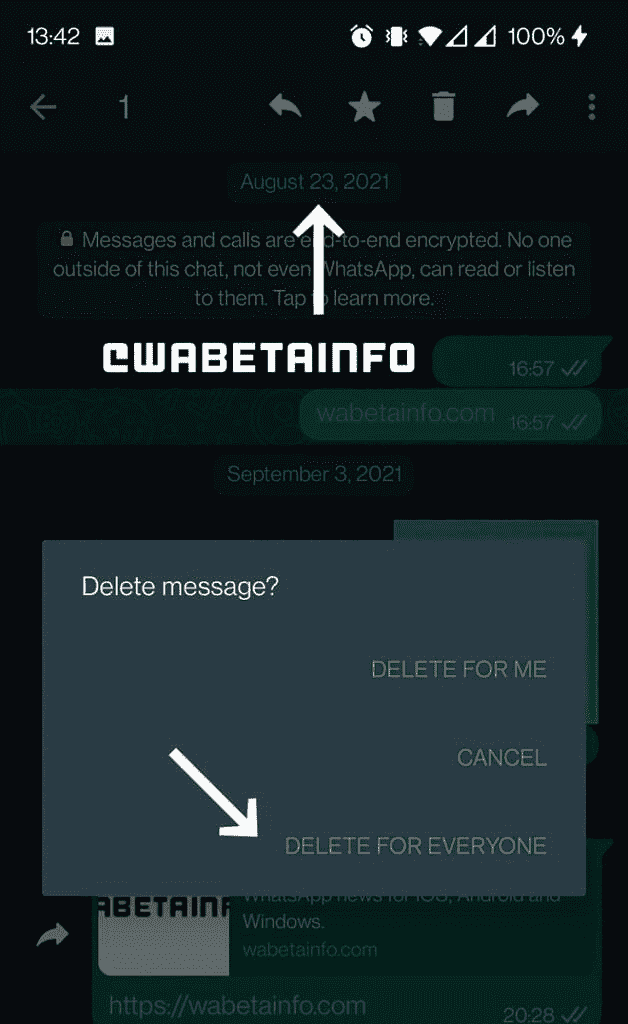 13:42
100%
1
August 23, 2021
Messages and calls are end-to-end encrypted. No one
outside of this chat, not even WhatsApp, can read or listen
to them. Tap to learn more.
CWABETAINFO
16:57
wabetainfo.com
16:57
September 3, 2021
Delete message?
DELETE FOR ME
CANCEL
DELETE FOR EVERYONE
WhatsApp news for iOS, Android and
ABETAINF
Windows.
wabetainfo.com
https://wabetainfo.com
20:28